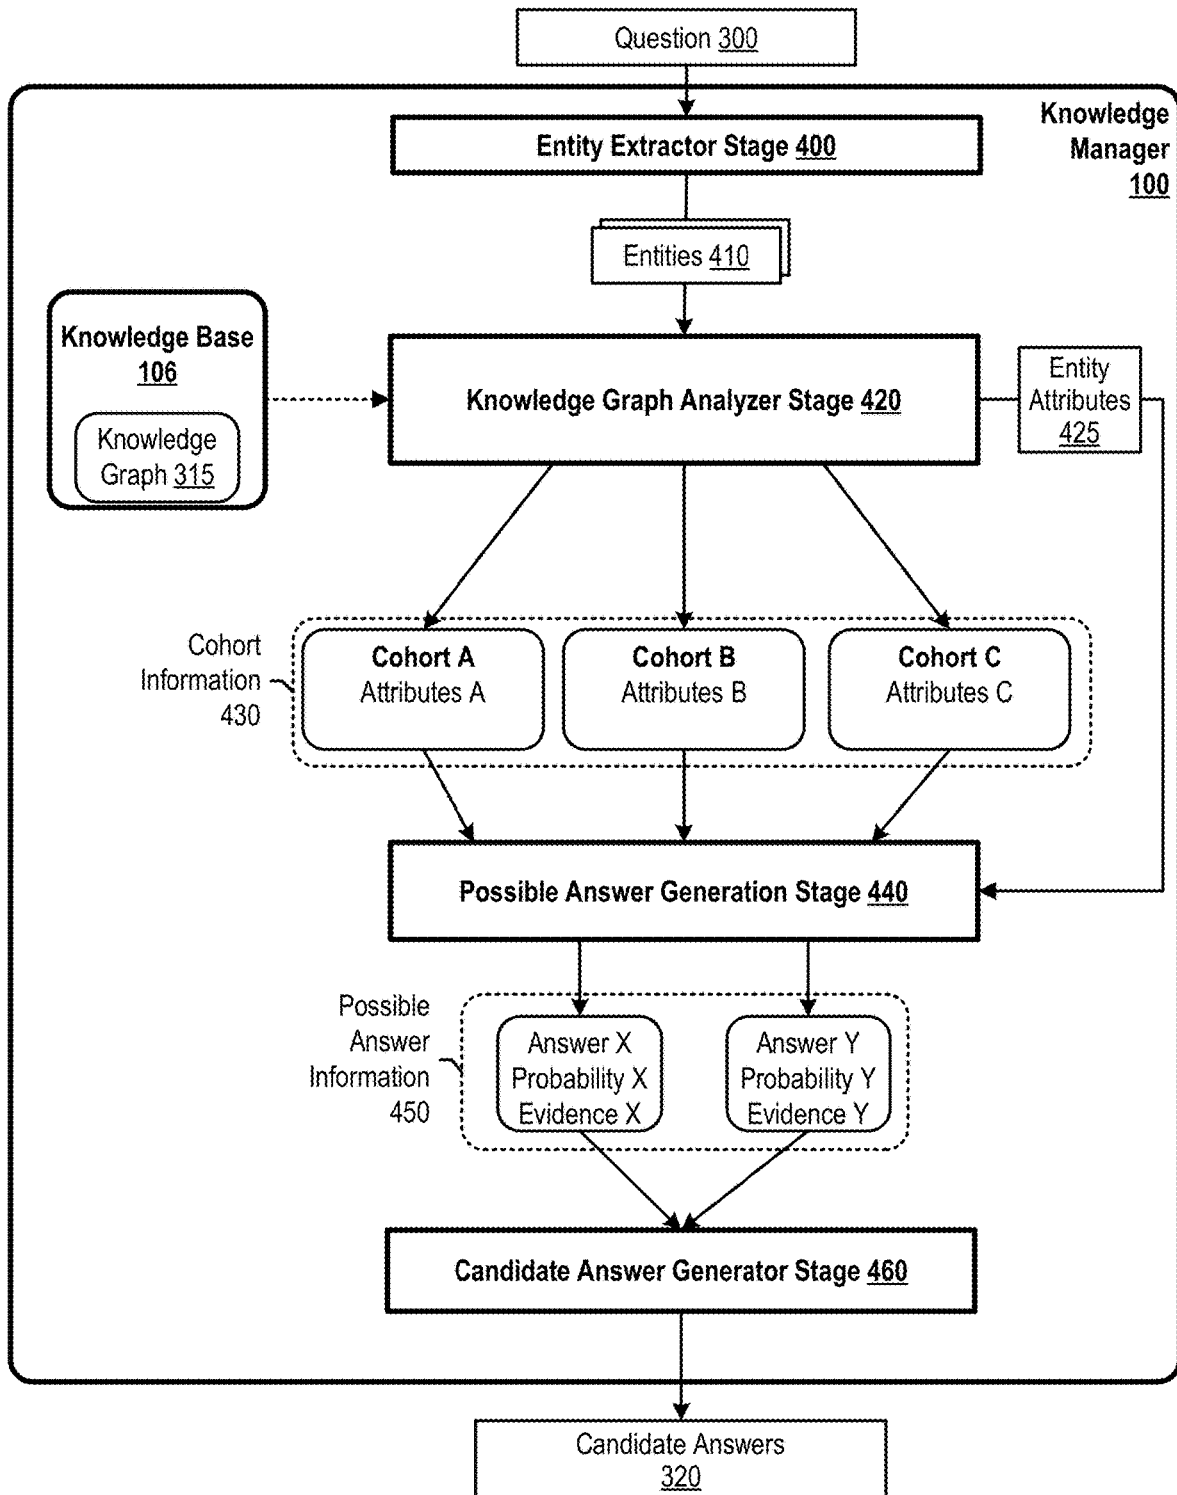 Question 300
Knowledge
Manager
100
Entity Extractor Stage 400
Entities 410
Knowledge Base
106
Knowledge
Graph 315
Knowledge Graph Analyzer Stage 420
Entity
Attributes
425
Cohort
Information
430
Cohort A
Attributes A
Cohort B
Attributes B
Cohort C
Attributes C
Possible Answer Generation Stage 440
Possible
Answer
Information
450
Answer X
Probability X
Evidence X
Answer Y
Probability Y
Evidence Y
Candidate Answer Generator Stage 460
Candidate Answers
320